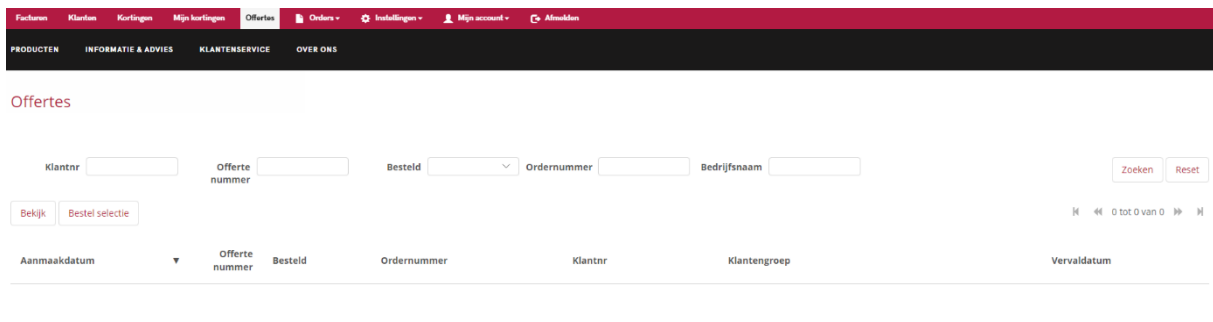 Facturen Klanten Kortingen Mijn kortingen Offertes Orders Instellingen Mijn account Afmelden
PRODUCTEN INFORMATIE & ADVIES KLANTENSERVICE OVER ONS
Offertes
Klantnr Offerte nummer Besteld Ordernummer Bedrijfsnaam Zoeken Reset
Bekijk Bestel selectie 0 tot 0 van 0
Aanmaakdatum ▼ Offerte nummer Besteld Ordernummer Klantnr Klantengroep Vervaldatum